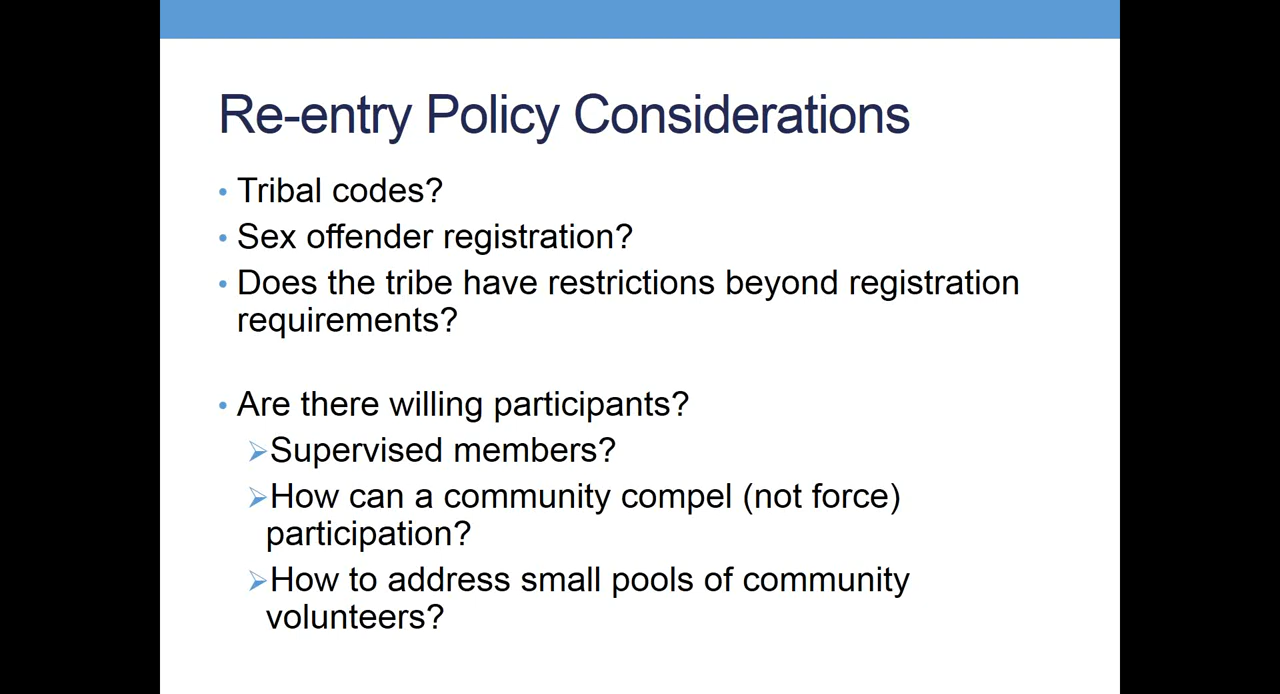 Re-entry Policy Considerations
• Tribal codes?
• Sex offender registration?
• Does the tribe have restrictions beyond registration
requirements?
• Are there willing participants?
➢Supervised members?
➢How can a community compel (not force)
participation?
➢How to address small pools of community
volunteers?